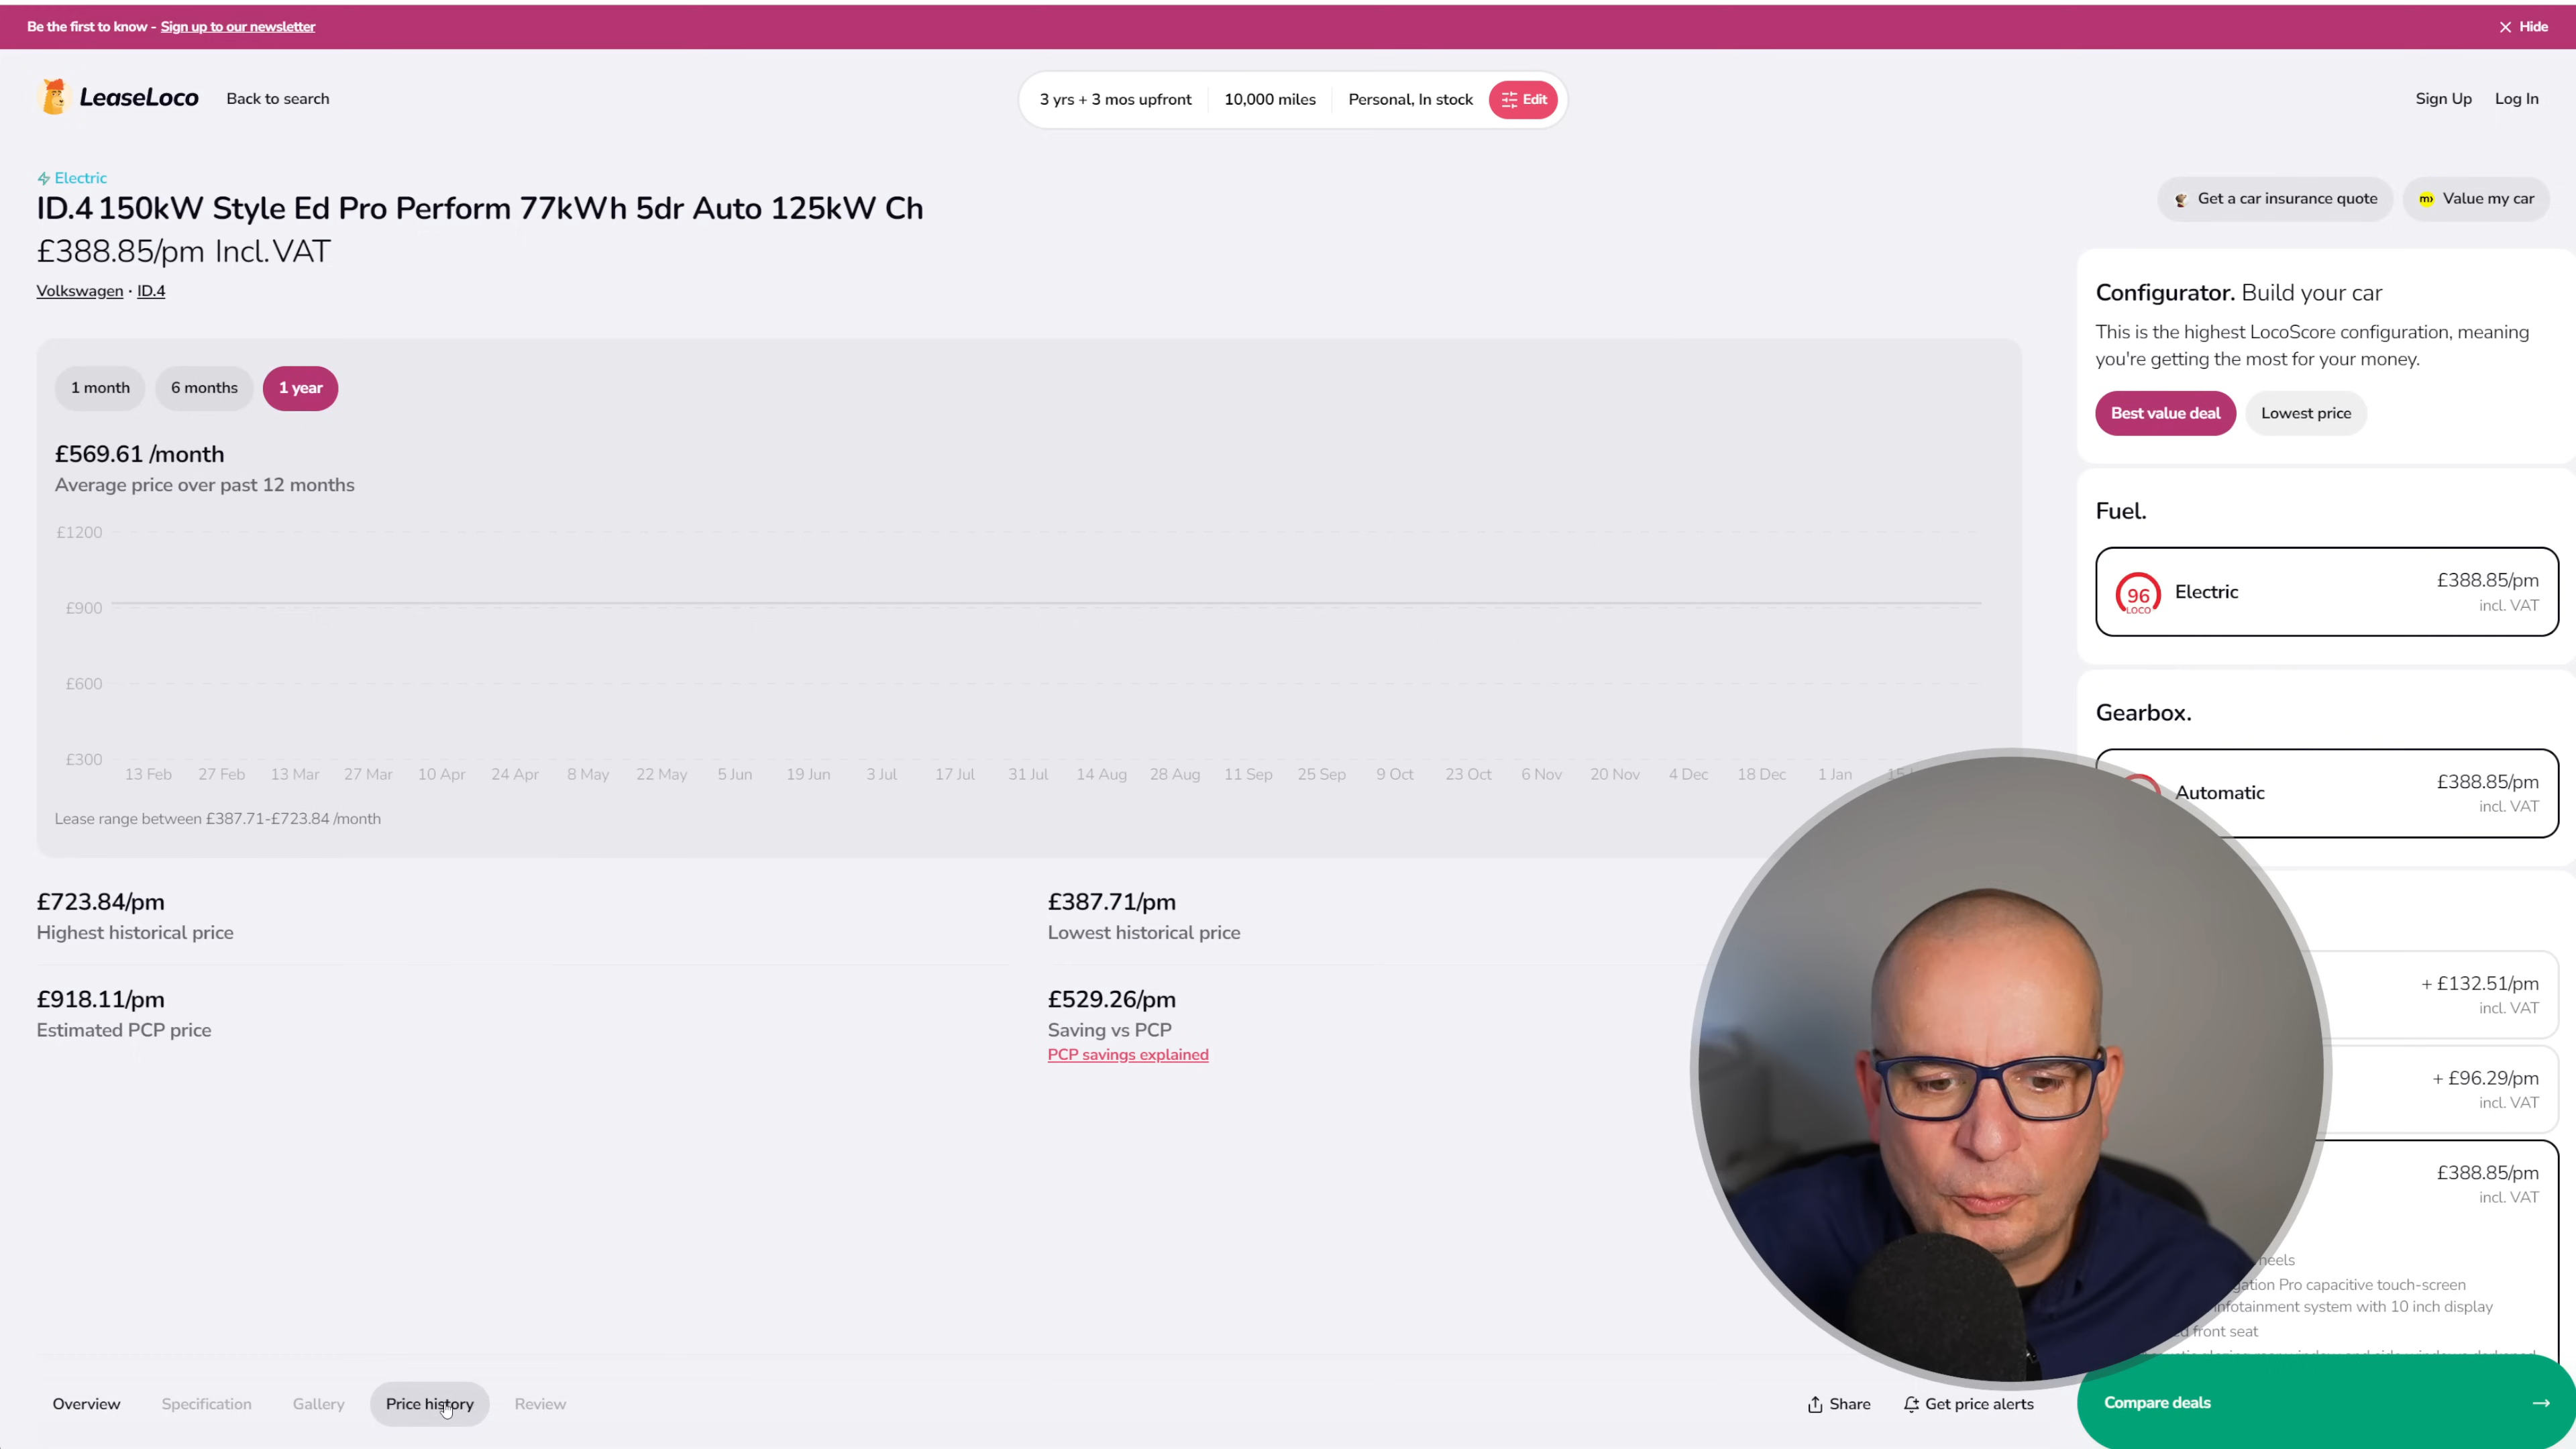 Be the first to know - Sign up to our newsletter
Hide
LeaseLoco
Back to search
3 yrs + 3 mos upfront
10,000 miles
Personal, In stock
Edit
Sign Up
Log In
Electric
ID.4 150kW Style Ed Pro Perform 77kWh 5dr Auto 125kW Ch
£388.85/pm Incl.VAT
Volkswagen · ID.4
Get a car insurance quote
Value my car
1 month
6 months
1 year
£569.61 /month
Average price over past 12 months
£1200
£900
£600
£300
13 Feb 27 Feb 13 Mar 27 Mar 10 Apr 24 Apr 8 May 22 May 5 Jun 19 Jun 3 Jul 17 Jul 31 Jul 14 Aug 28 Aug 11 Sep 25 Sep 9 Oct 23 Oct 6 Nov 20 Nov 4 Dec 18 Dec 1 Jan
Lease range between £387.71-£723.84 /month
£723.84/pm
Highest historical price
£387.71/pm
Lowest historical price
£918.11/pm
Estimated PCP price
£529.26/pm
Saving vs PCP
PCP savings explained
Configurator. Build your car
This is the highest LocoScore configuration, meaning
you're getting the most for your money.
Best value deal
Lowest price
Fuel.
96
LOCO
Electric
£388.85/pm
incl. VAT
Gearbox.
Automatic
£388.85/pm
incl. VAT
+ £132.51/pm
incl. VAT
+ £96.29/pm
incl. VAT
£388.85/pm
incl. VAT
Pro capacitive touch-screen
infotainment system with 10 inch display
front seat
Overview
Specification
Gallery
Price history
Review
Share
Get price alerts
Compare deals